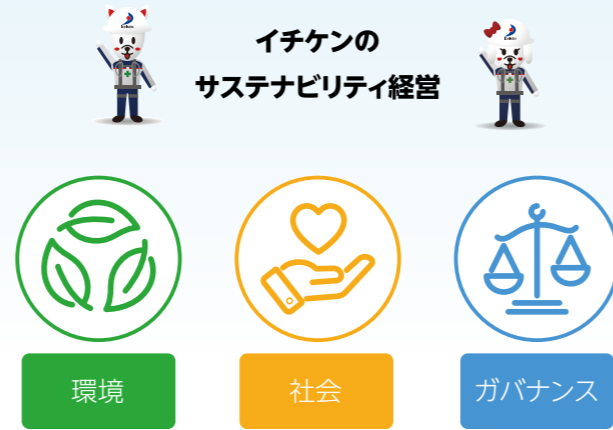 イチケンの
サステナビリティ経営
環境
社会
ガバナンス